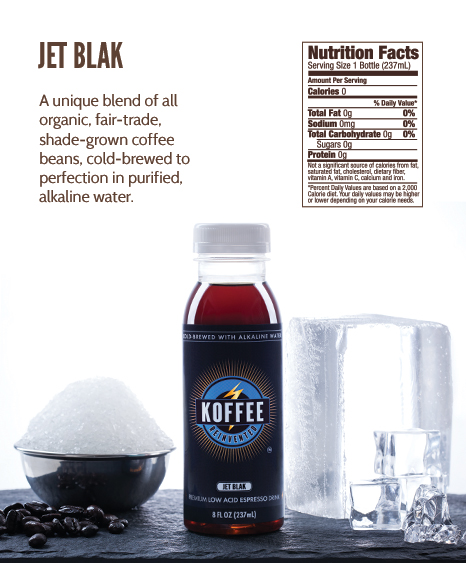 JET BLAK
A unique blend of all
organic, fair-trade,
shade-grown coffee
beans, cold-brewed to
perfection in purified,
alkaline water.
Nutrition Facts
Serving Size 1 Bottle (237mL)
Amount Per Serving
Calories 0
% Daily Value*
Total Fat 0g 0%
Sodium 0mg 0%
Total Carbohydrate 0g 0%
Sugars 0g
Protein 0g
Not a significant source of calories from fat,
saturated fat, cholesterol, dietary fiber,
vitamin A, vitamin C, calcium and iron.
*Percent Daily Values are based on a 2,000
Calorie diet. Your daily values may be higher
or lower depending on your calorie needs.
COLD-BREWED WITH ALKALINE WATER
KOFFEE
REINVENTED
JET BLAK
PREMIUM LOW ACID ESPRESSO DRINK
8 FL OZ (237mL)